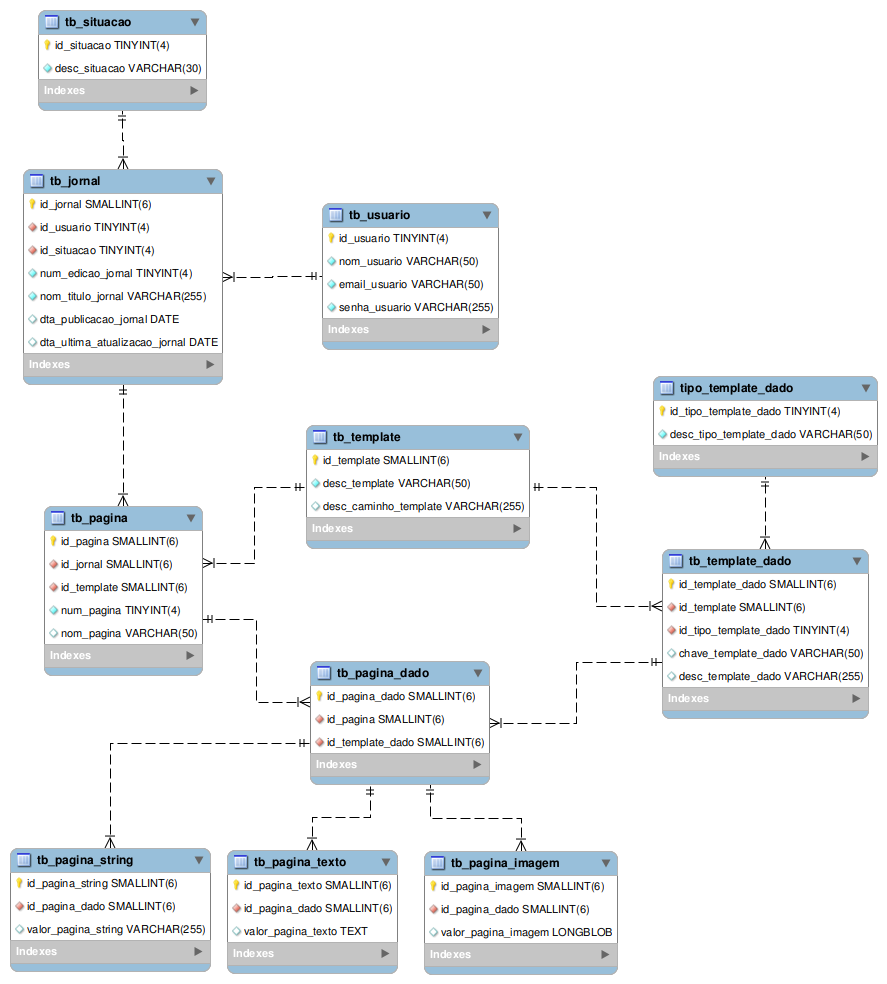 tb_situacao
id_situacao TINYINT(4)
desc_situacao VARCHAR(30)
Indexes
tb_jornal
id_jornal SMALLINT(6)
id_usuario TINYINT(4)
id_situacao TINYINT(4)
num_edicao_jornal TINYINT(4)
nom_titulo_jornal VARCHAR(255)
dta_publicacao_jornal DATE
dta_ultima_atualizacao_jornal DATE
Indexes
tb_usuario
id_usuario TINYINT(4)
nom_usuario VARCHAR(50)
email_usuario VARCHAR(50)
senha_usuario VARCHAR(255)
Indexes
tipo_template_dado
id_tipo_template_dado TINYINT(4)
desc_tipo_template_dado VARCHAR(50)
Indexes
tb_template
id_template SMALLINT(6)
desc_template VARCHAR(50)
desc_caminho_template VARCHAR(255)
Indexes
tb_pagina
id_pagina SMALLINT(6)
id_jornal SMALLINT(6)
id_template SMALLINT(6)
num_pagina TINYINT(4)
nom_pagina VARCHAR(50)
Indexes
tb_template_dado
id_template_dado SMALLINT(6)
id_template SMALLINT(6)
id_tipo_template_dado TINYINT(4)
chave_template_dado VARCHAR(50)
desc_template_dado VARCHAR(255)
Indexes
tb_pagina_dado
id_pagina_dado SMALLINT(6)
id_pagina SMALLINT(6)
id_template_dado SMALLINT(6)
Indexes
tb_pagina_string
id_pagina_string SMALLINT(6)
id_pagina_dado SMALLINT(6)
valor_pagina_string VARCHAR(255)
Indexes
tb_pagina_texto
id_pagina_texto SMALLINT(6)
id_pagina_dado SMALLINT(6)
valor_pagina_texto TEXT
Indexes
tb_pagina_imagem
id_pagina_imagem SMALLINT(6)
id_pagina_dado SMALLINT(6)
valor_pagina_imagem LONGBLOB
Indexes